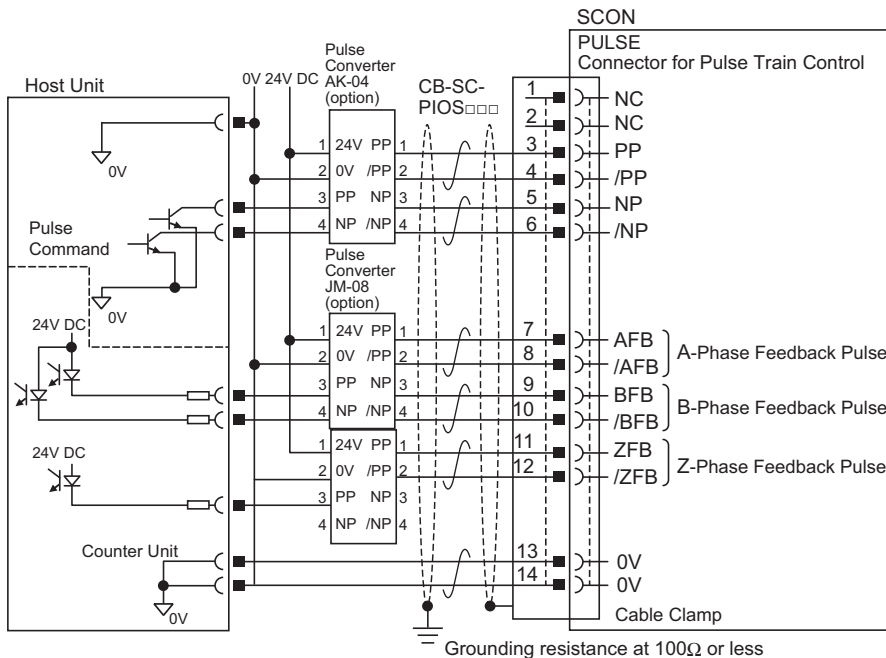 SCON
PULSE
Connector for Pulse Train Control
Host Unit
0V 24V DC
Pulse
Converter
AK-04
(option)
CB-SC-
PIOS□□□
0V
Pulse
Command
0V
1 24V PP 1
2 0V /PP 2
3 PP NP 3
4 NP /NP 4
1 NC
2 NC
3 PP
4 /PP
5 NP
6 /NP
Pulse
Converter
JM-08
(option)
24V DC
1 24V PP 1
2 0V /PP 2
3 PP NP 3
4 NP /NP 4
7 AFB
8 /AFB
A-Phase Feedback Pulse
9 BFB
10 /BFB
B-Phase Feedback Pulse
24V DC
1 24V PP 1
2 0V /PP 2
3 PP NP 3
4 NP /NP 4
11 ZFB
12 /ZFB
Z-Phase Feedback Pulse
Counter Unit
0V
13 0V
14 0V
Cable Clamp
Grounding resistance at 100Ω or less